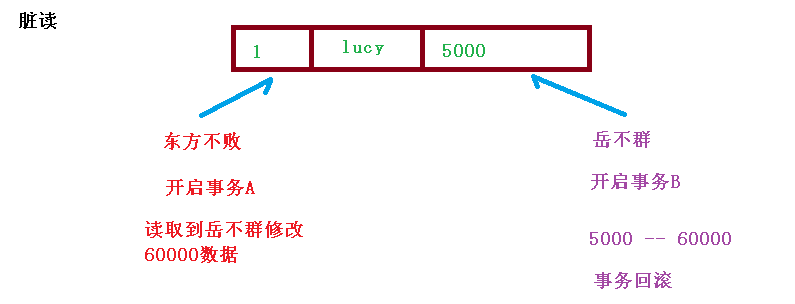 脏读
1 lucy 5000
东方不败
开启事务A
读取到岳不群修改
60000数据
岳不群
开启事务B
5000 -- 60000
事务回滚